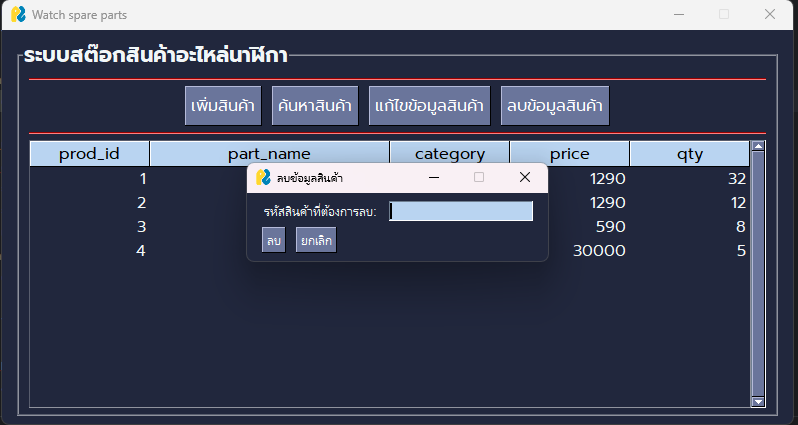 Watch spare parts
ระบบสต๊อกสินค้าอะไหล่นาฬิกา
เพิ่มสินค้า ค้นหาสินค้า แก้ไขข้อมูลสินค้า ลบข้อมูลสินค้า
prod_id part_name category price qty
1 1290 32
2 1290 12
3 590 8
4 30000 5
ลบข้อมูลสินค้า
รหัสสินค้าที่ต้องการลบ:
ลบ ยกเลิก